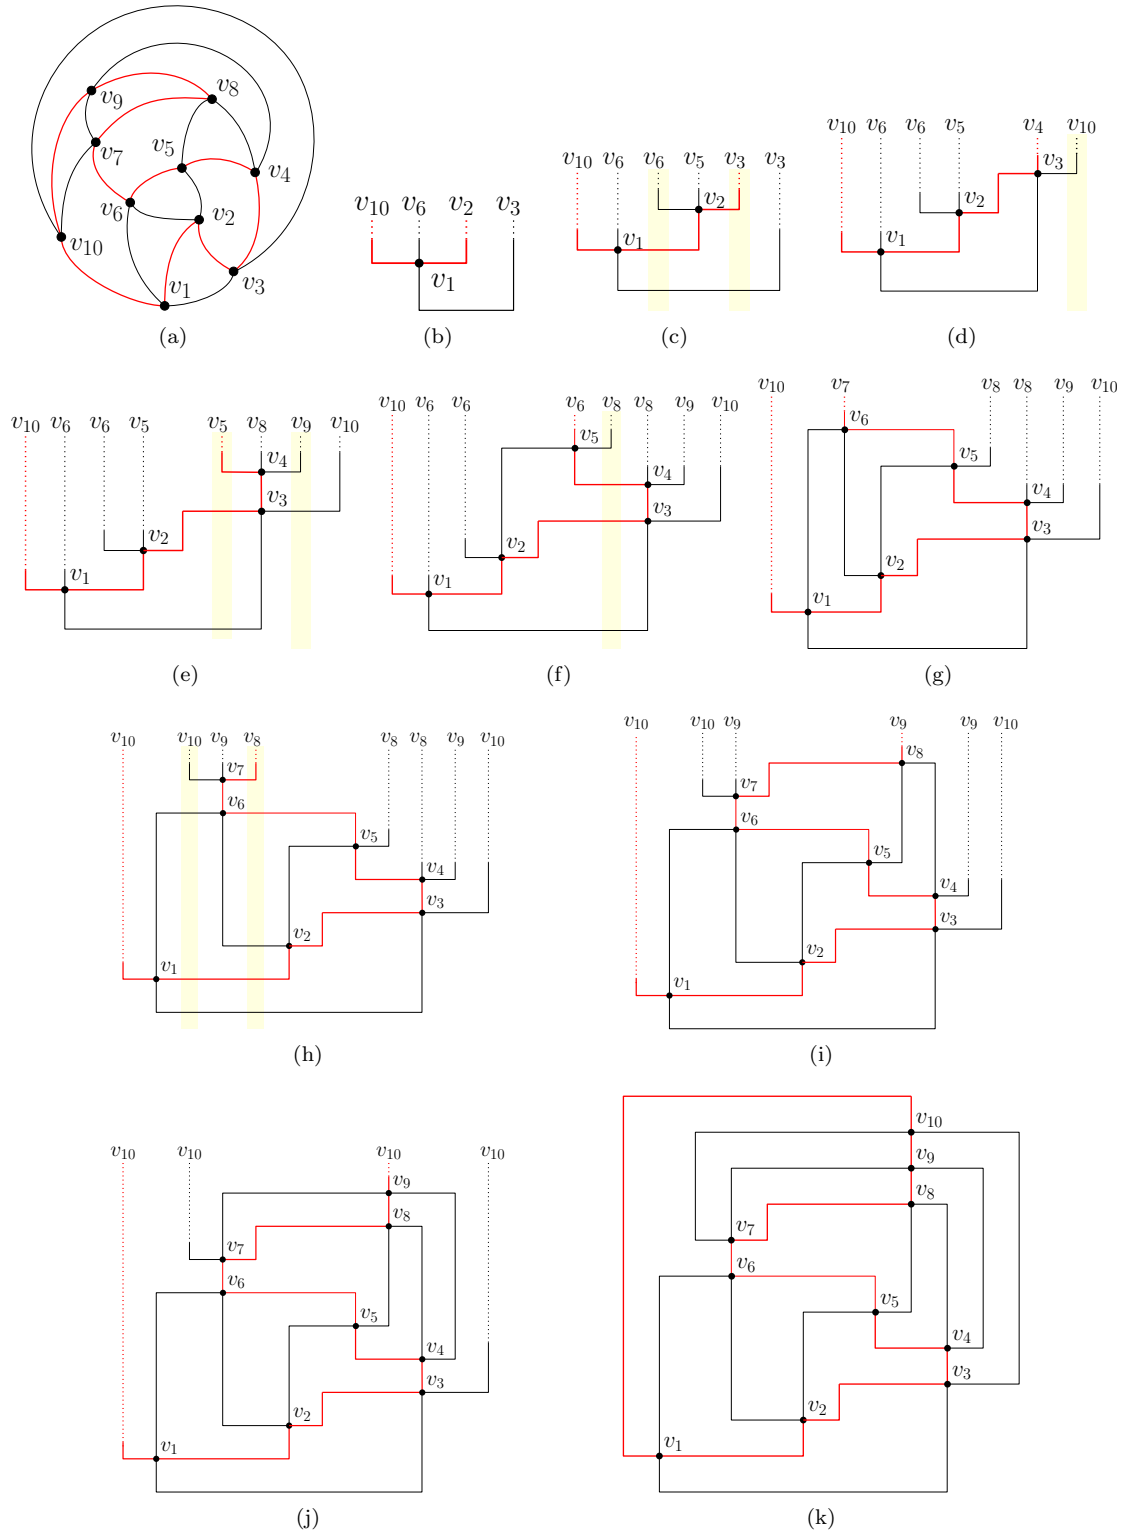 v9 v8
v7 v5 v4
v6 v2
v10 v1 v3
(a)
v10 v6 v2 v3
v1
(b)
v10 v6 v6 v5 v3 v3
v2
v1
(c)
v10 v6 v6 v5 v4 v10
v3
v2
v1
(d)
v10 v6 v6 v5 v5 v8 v9 v10
v4
v3
v2
v1
(e)
v10 v6 v6 v6 v8 v8 v9 v10
v5
v4
v3
v2
v1
(f)
v10 v7 v8 v8 v9 v10
v6
v5
v4
v3
v2
v1
(g)
v10 v10 v9 v8 v8 v8 v9 v10
v7
v6
v5
v4
v3
v2
v1
(h)
v10 v10 v9 v9 v9 v10
v8
v7
v6
v5
v4
v3
v2
v1
(i)
v10 v10 v10 v10
v9
v8
v7
v6
v5
v4
v3
v2
v1
(j)
v10
v9
v8
v7
v6
v5
v4
v3
v2
v1
(k)